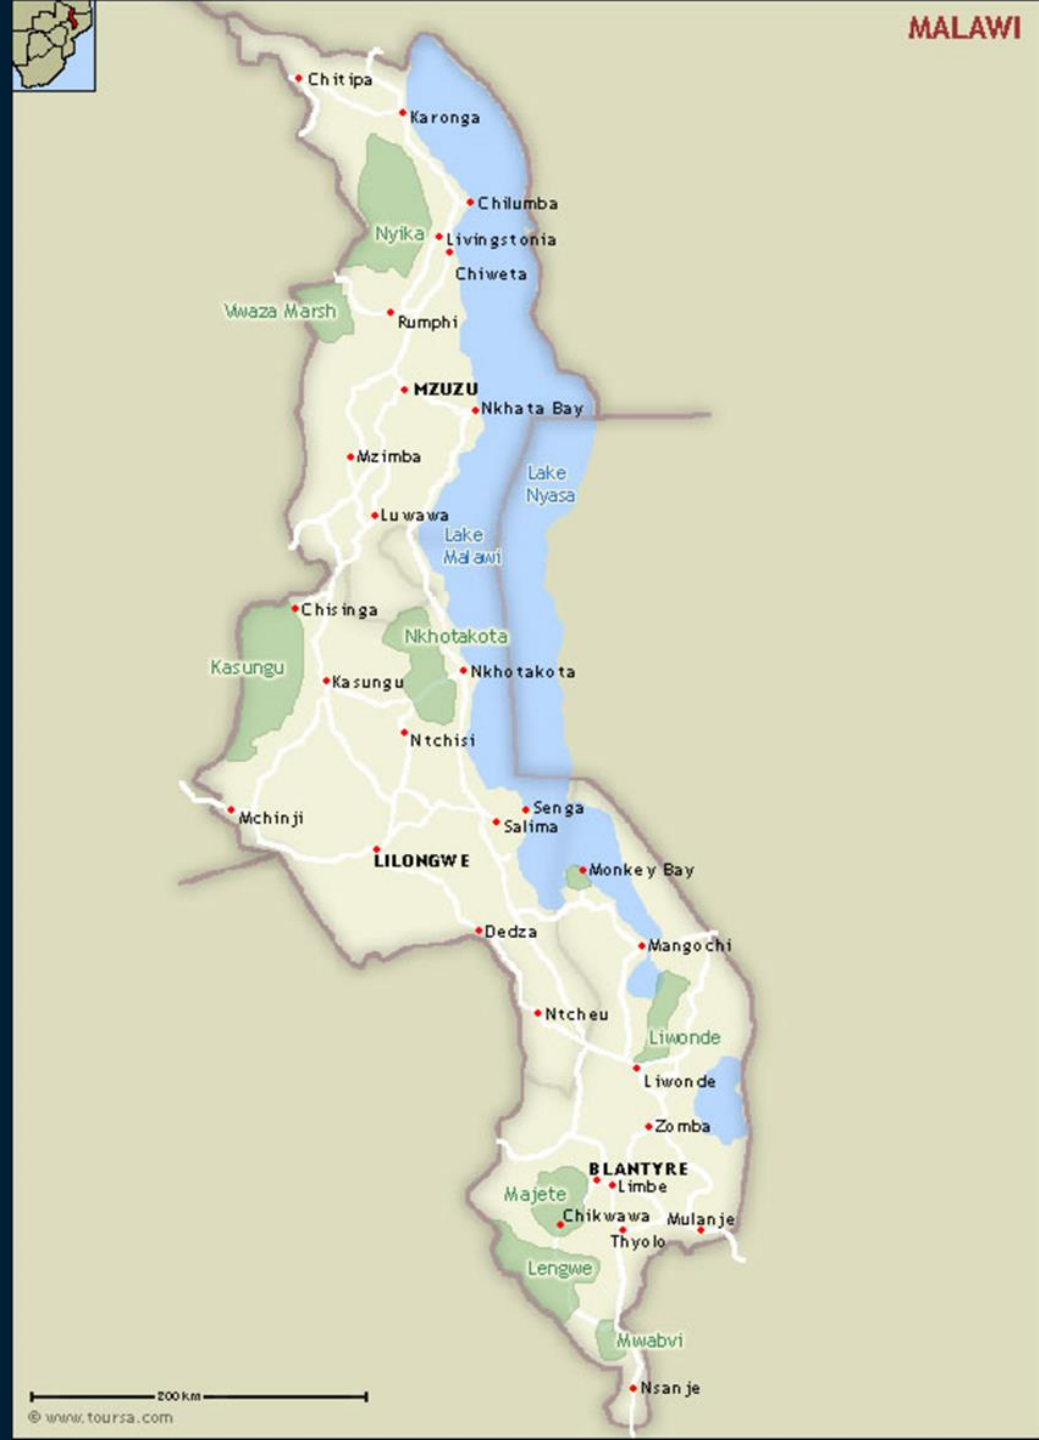 MALAWI
Chitipa
Karonga
Chilumba
Nyika
Livingstonia
Chiweta
Vwaza Marsh
Rumphi
MZUZU
Nkhata Bay
Mzimba
Lake
Nyasa
Luwawa
Lake
Malawi
Chisinga
Nkhotakota
Kasungu
Nkhotakota
Kasungu
Ntchisi
Senga
Mchinji
Salima
LILONGWE
Monkey Bay
Dedza
Mangochi
Ntcheu
Liwonde
Liwonde
Zomba
BLANTYRE
Majete
Limbe
Chikwawa
Mulanje
Thyolo
Lengwe
Mwabvi
Nsanje
200 km
© www.toursa.com